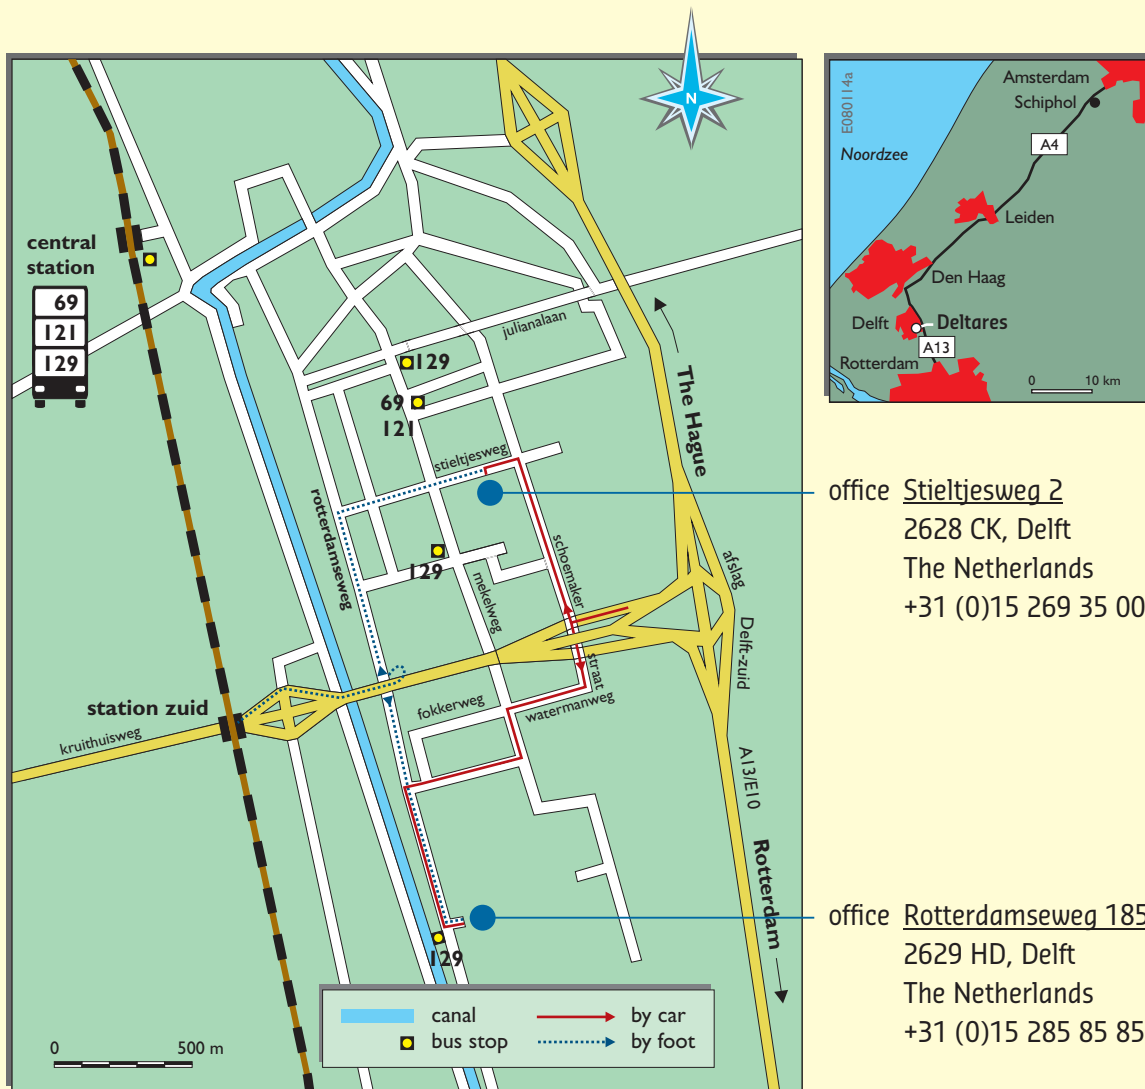 N
central
station
69
121
129
129
69
121
julianalaan
stieltjesweg
rotterdamseweg
129
mekelweg
schoemaker
straat
The Hague
afslag
Delft-zuid
station zuid
kruithuisweg
fokkerweg
watermanweg
A13/E10
Rotterdam
129
canal
by car
bus stop
by foot
0 500 m
E080114a
Amsterdam
Schiphol
Noordzee
A4
Leiden
Den Haag
Delft
Deltares
A13
Rotterdam
0 10 km
office Stieltjesweg 2
2628 CK, Delft
The Netherlands
+31 (0)15 269 35 00
office Rotterdamseweg 185
2629 HD, Delft
The Netherlands
+31 (0)15 285 85 85